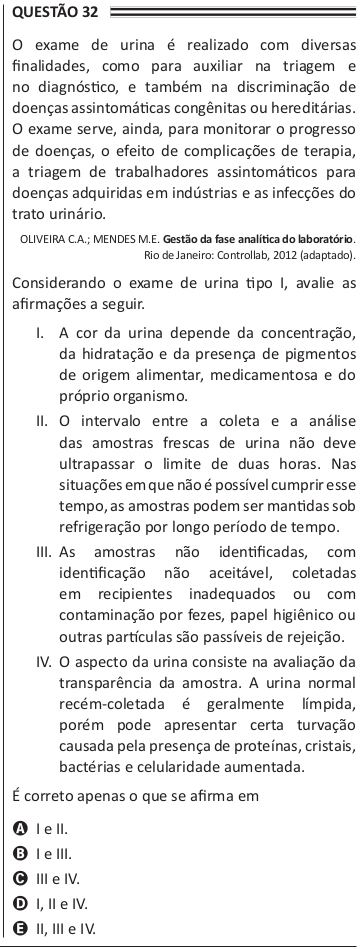 QUESTÃO 32
O exame de urina é realizado com diversas
finalidades, como para auxiliar na triagem e
no diagnóstico, e também na discriminação de
doenças assintomáticas congênitas ou hereditárias.
O exame serve, ainda, para monitorar o progresso
de doenças, o efeito de complicações de terapia,
a triagem de trabalhadores assintomáticos para
doenças adquiridas em indústrias e as infecções do
trato urinário.
OLIVEIRA C.A.; MENDES M.E. Gestão da fase analítica do laboratório.
Rio de Janeiro: Controllab, 2012 (adaptado).
Considerando o exame de urina tipo I, avalie as
afirmações a seguir.
I. A cor da urina depende da concentração,
da hidratação e da presença de pigmentos
de origem alimentar, medicamentosa e do
próprio organismo.
II. O intervalo entre a coleta e a análise
das amostras frescas de urina não deve
ultrapassar o limite de duas horas. Nas
situações em que não é possível cumprir esse
tempo, as amostras podem ser mantidas sob
refrigeração por longo período de tempo.
III. As amostras não identificadas, com
identificação não aceitável, coletadas
em recipientes inadequados ou com
contaminação por fezes, papel higiênico ou
outras partículas são passíveis de rejeição.
IV. O aspecto da urina consiste na avaliação da
transparência da amostra. A urina normal
recém-coletada é geralmente límpida,
porém pode apresentar certa turvação
causada pela presença de proteínas, cristais,
bactérias e celularidade aumentada.
É correto apenas o que se afirma em
A I e II.
B I e III.
C III e IV.
D I, II e IV.
E II, III e IV.